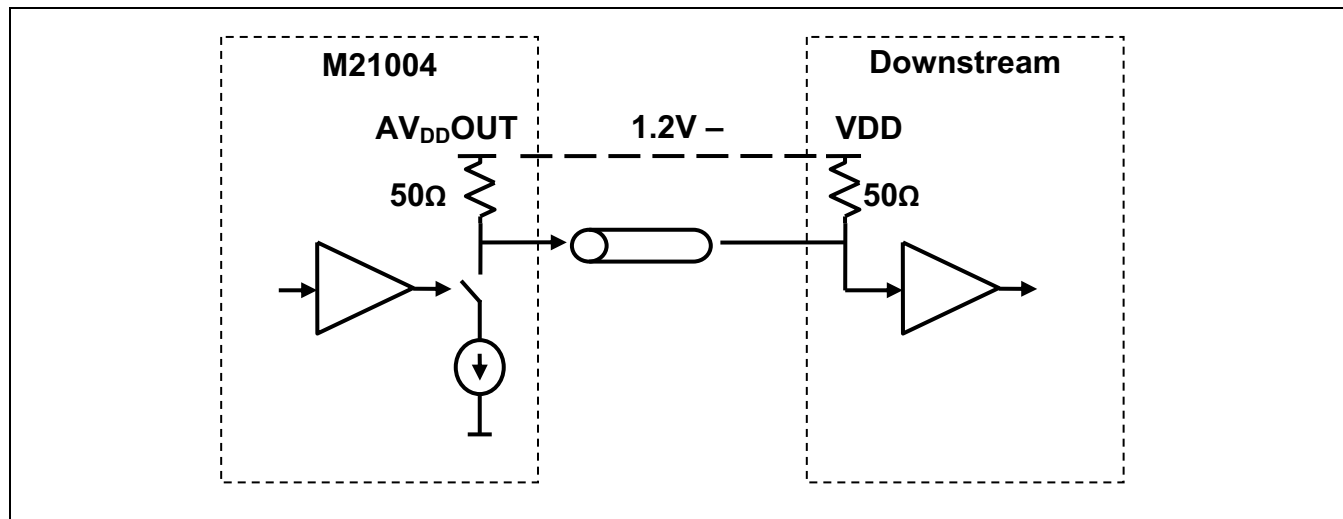 M21004
Downstream
AVDDOUT
1.2V –
VDD
50Ω
50Ω